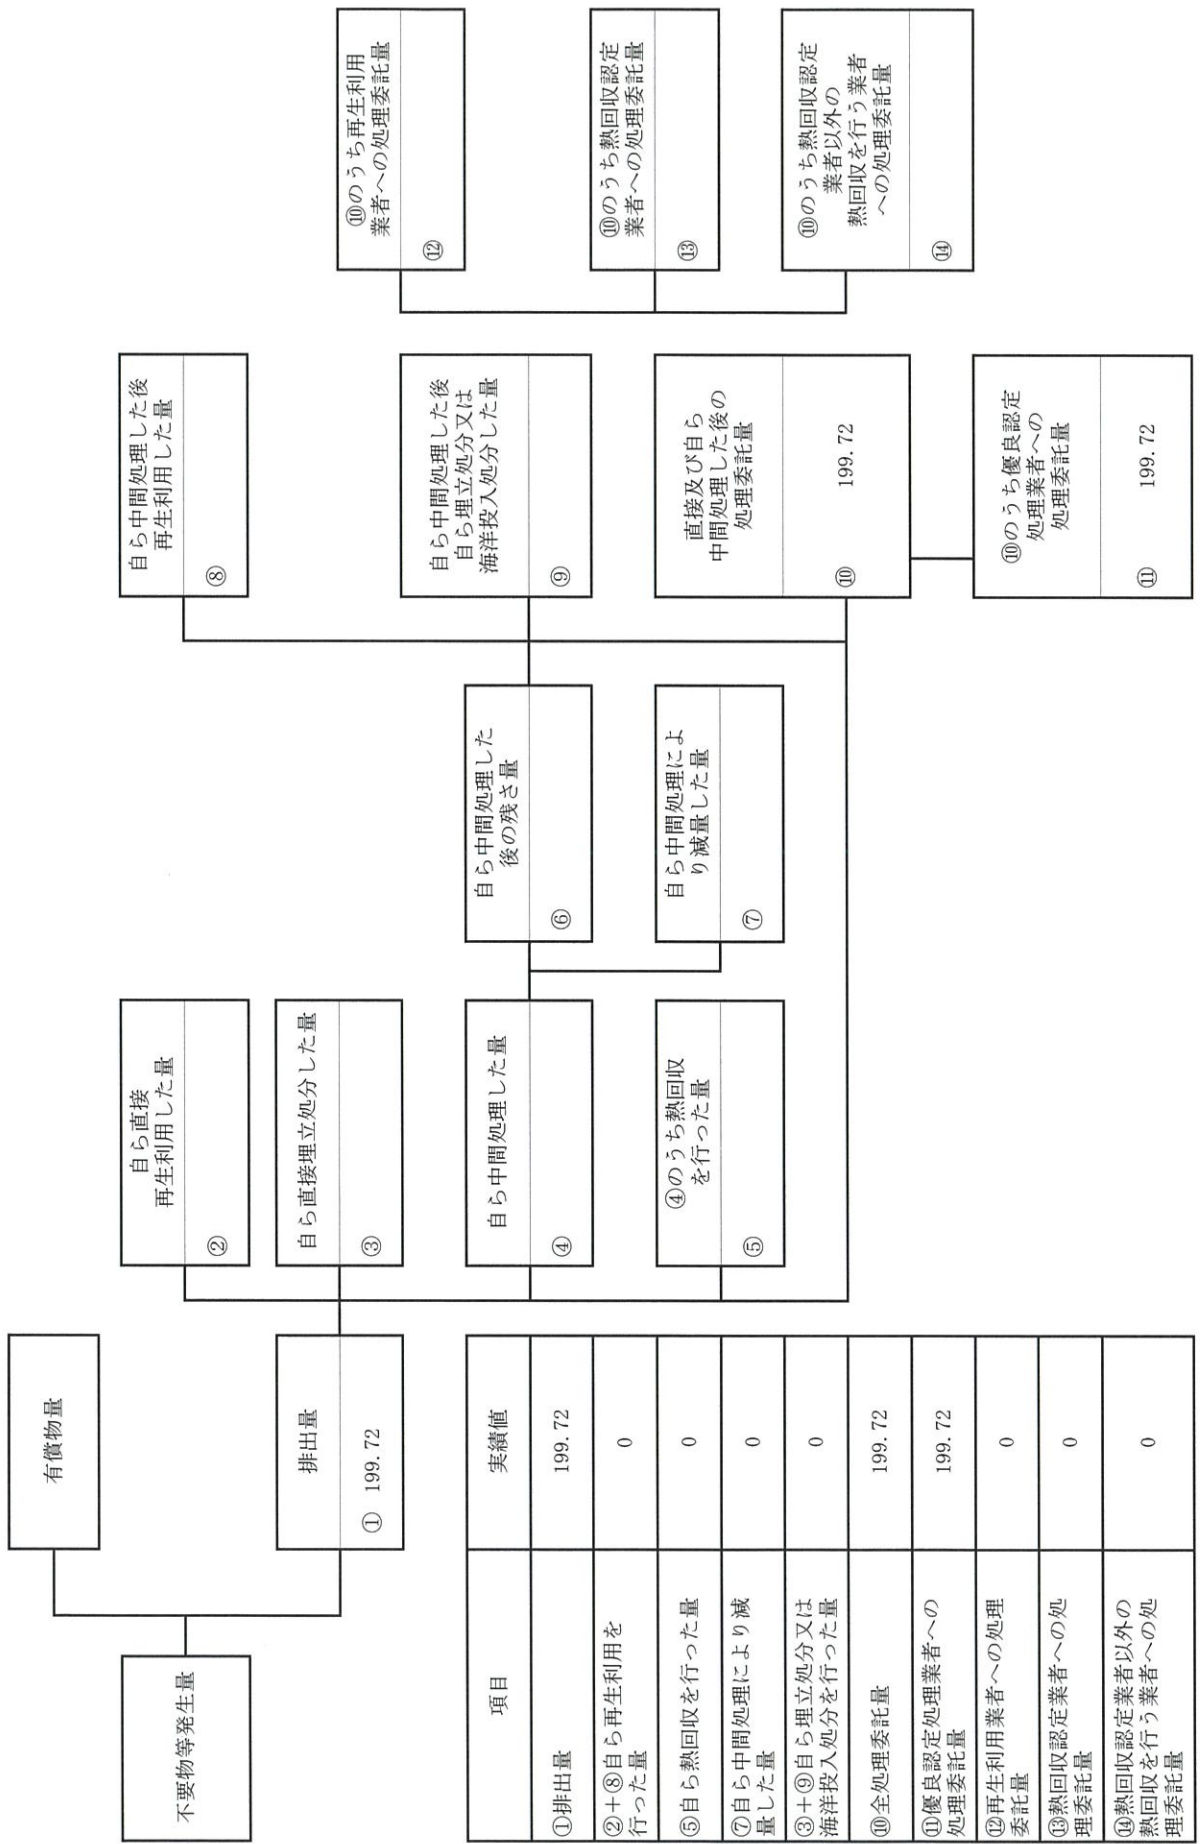 不要物等発生量
有償物量
排出量
① 199.72
自ら直接
再生利用した量
②
自ら直接埋立処分した量
③
自ら中間処理した量
④
④のうち熱回収
を行った量
⑤
自ら中間処理した
後の残さ量
⑥
自ら中間処理によ
り減量した量
⑦
自ら中間処理した後
再生利用した量
⑧
自ら中間処理した後
自ら埋立処分又は
海洋投入処分した量
⑨
直接及び自ら
中間処理した後の
処理委託量
⑩ 199.72
⑩のうち優良認定
処理業者への
処理委託量
⑪ 199.72
⑩のうち再生利用
業者への処理委託量
⑫
⑩のうち熱回収認定
業者への処理委託量
⑬
⑩のうち熱回収認定
業者以外の
熱回収を行う業者
への処理委託量
⑭
項目 実績値
①排出量 199.72
②+⑧自ら再生利用を
行った量 0
⑤自ら熱回収を行った量 0
⑦自ら中間処理により減
量した量 0
③+⑨自ら埋立処分又は
海洋投入処分を行った量 0
⑩全処理委託量 199.72
⑪優良認定処理業者への
処理委託量 199.72
⑫再生利用業者への処理
委託量 0
⑬熱回収認定業者への処
理委託量 0
⑭熱回収認定業者以外の
熱回収を行う業者への処
理委託量 0